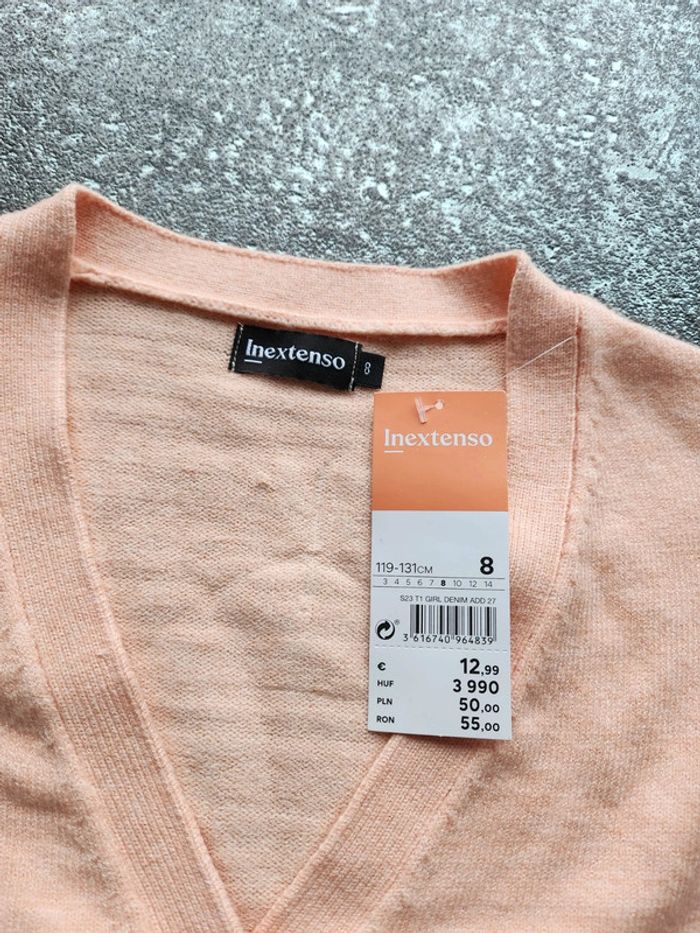 Inextenso
8
Inextenso
119-131CM 8
3 4 5 6 7 8 10 12 14
S23 T1 GIRL DENIM ADD 27
3 616740 964839
€ 12,99
HUF 3 990
PLN 50,00
RON 55,00